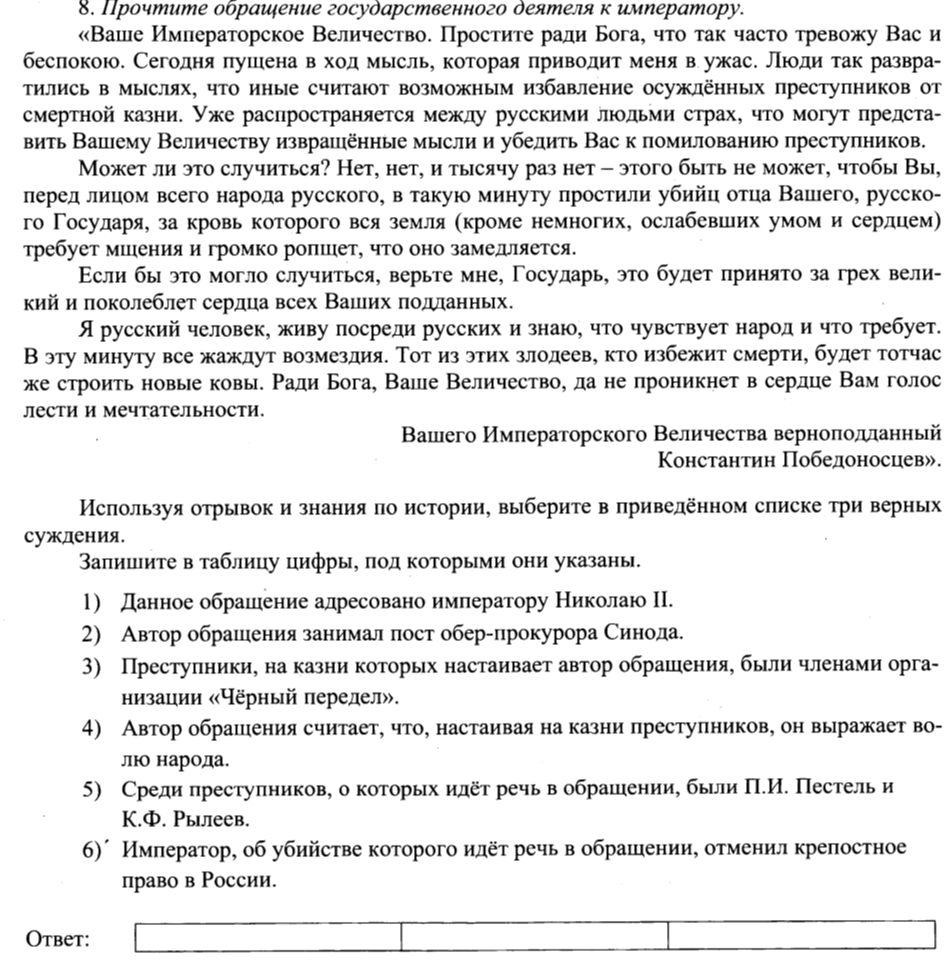 8. Прочтите обращение государственного деятеля к императору.
«Ваше Императорское Величество. Простите ради Бога, что так часто тревожу Вас и
беспокою. Сегодня пущена в ход мысль, которая приводит меня в ужас. Люди так развра-
тились в мыслях, что иные считают возможным избавление осуждённых преступников от
смертной казни. Уже распространяется между русскими людьми страх, что могут предста-
вить Вашему Величеству извращённые мысли и убедить Вас к помилованию преступников.
Может ли это случиться? Нет, нет, и тысячу раз нет – этого быть не может, чтобы Вы,
перед лицом всего народа русского, в такую минуту простили убийц отца Вашего, русско-
го Государя, за кровь которого вся земля (кроме немногих, ослабевших умом и сердцем)
требует мщения и громко ропщет, что оно замедляется.
Если бы это могло случиться, верьте мне, Государь, это будет принято за грех вели-
кий и поколеблет сердца всех Ваших подданных.
Я русский человек, живу посреди русских и знаю, что чувствует народ и что требует.
В эту минуту все жаждут возмездия. Тот из этих злодеев, кто избежит смерти, будет тотчас
же строить новые ковы. Ради Бога, Ваше Величество, да не проникнет в сердце Вам голос
лести и мечтательности.
Вашего Императорского Величества верноподданный
Константин Победоносцев».
Используя отрывок и знания по истории, выберите в приведённом списке три верных
суждения.
Запишите в таблицу цифры, под которыми они указаны.
1) Данное обращение адресовано императору Николаю II.
2) Автор обращения занимал пост обер-прокурора Синода.
3) Преступники, на казни которых настаивает автор обращения, были членами орга-
низации «Чёрный передел».
4) Автор обращения считает, что, настаивая на казни преступников, он выражает во-
лю народа.
5) Среди преступников, о которых идёт речь в обращении, были П.И. Пестель и
К.Ф. Рылеев.
6) Император, об убийстве которого идёт речь в обращении, отменил крепостное
право в России.
Ответ: